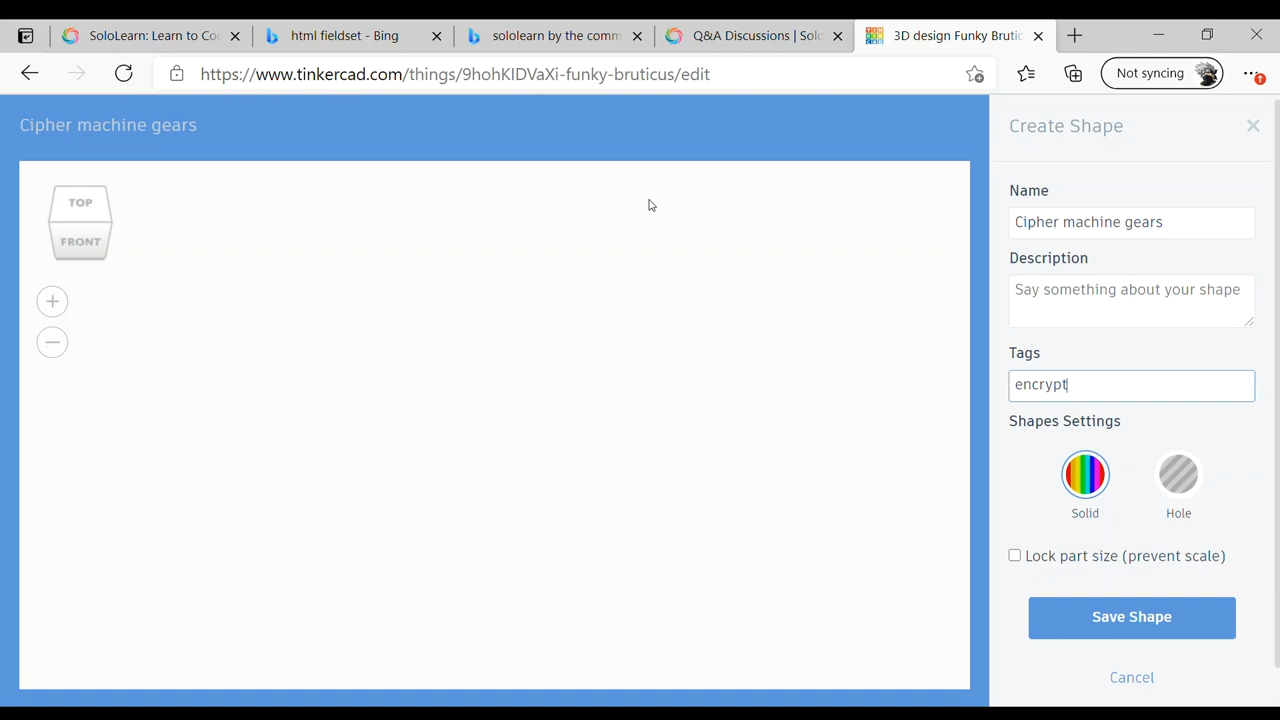 SoloLearn: Learn to Co
html fieldset - Bing
sololearn by the comm
Q&A Discussions | Solo
3D design Funky Brutic
https://www.tinkercad.com/things/9hohKIDVaXi-funky-bruticus/edit
Not syncing
Cipher machine gears
TOP
FRONT
Create Shape
Name
Cipher machine gears
Description
Say something about your shape
Tags
encrypt
Shapes Settings
Solid
Hole
Lock part size (prevent scale)
Save Shape
Cancel